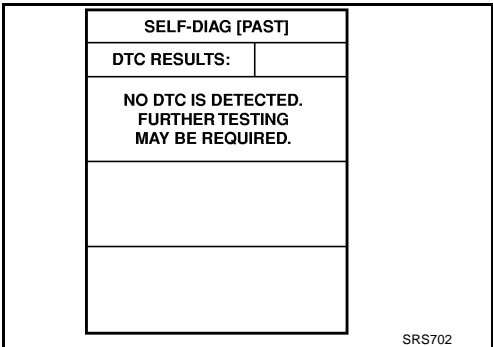 SELF-DIAG [PAST]
DTC RESULTS:
NO DTC IS DETECTED.
FURTHER TESTING
MAY BE REQUIRED.
SRS702